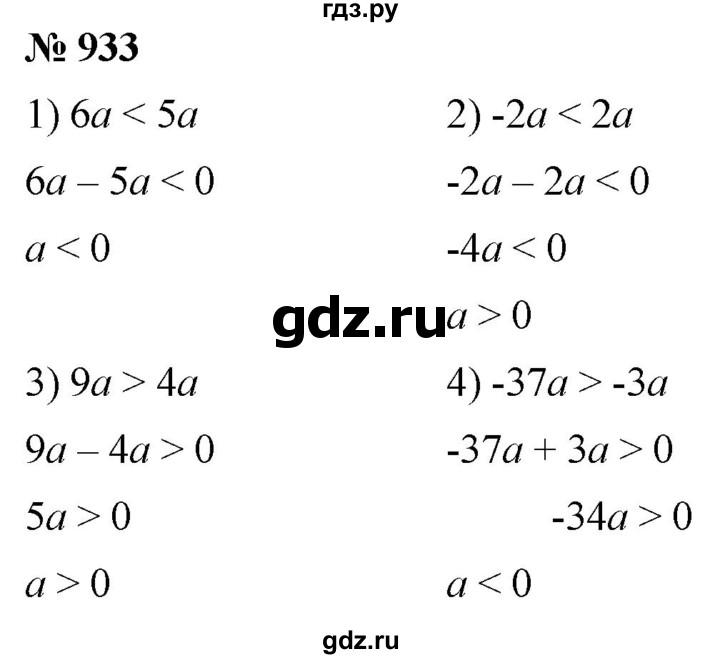 гдз.ру
№ 933
1) 6a < 5a
6a – 5a < 0
a < 0
2) -2a < 2a
-2a – 2a < 0
-4a < 0
a > 0
gdz.ru
3) 9a > 4a
9a – 4a > 0
5a > 0
a > 0
4) -37a > -3a
-37a + 3a > 0
-34a > 0
a < 0
gdz.ru